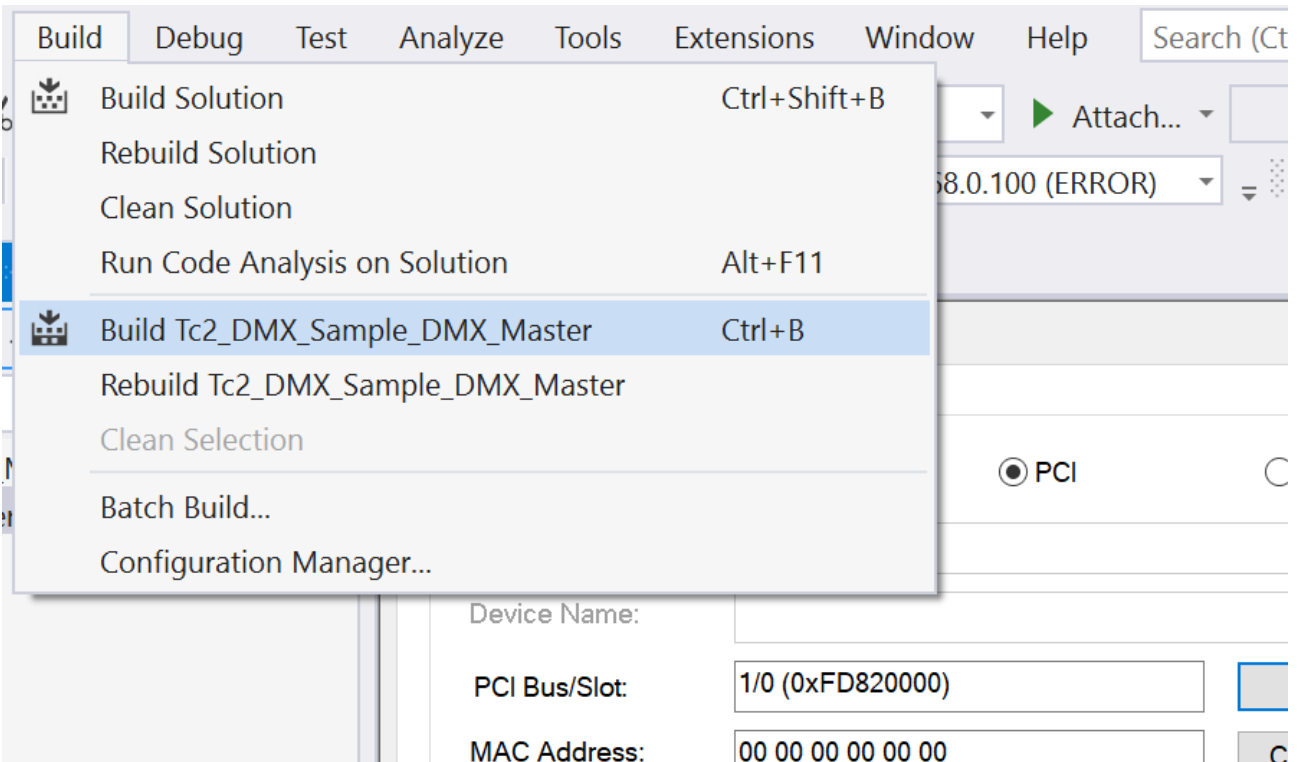 Build Debug Test Analyze Tools Extensions Window Help Search (Ct
Build Solution Ctrl+Shift+B
Attach...
Rebuild Solution
68.0.100 (ERROR)
Clean Solution
Run Code Analysis on Solution Alt+F11
Build Tc2_DMX_Sample_DMX_Master Ctrl+B
Rebuild Tc2_DMX_Sample_DMX_Master
Clean Selection
PCI
Batch Build...
Configuration Manager...
Device Name:
PCI Bus/Slot: 1/0 (0xFD820000)
MAC Address: 00 00 00 00 00 00